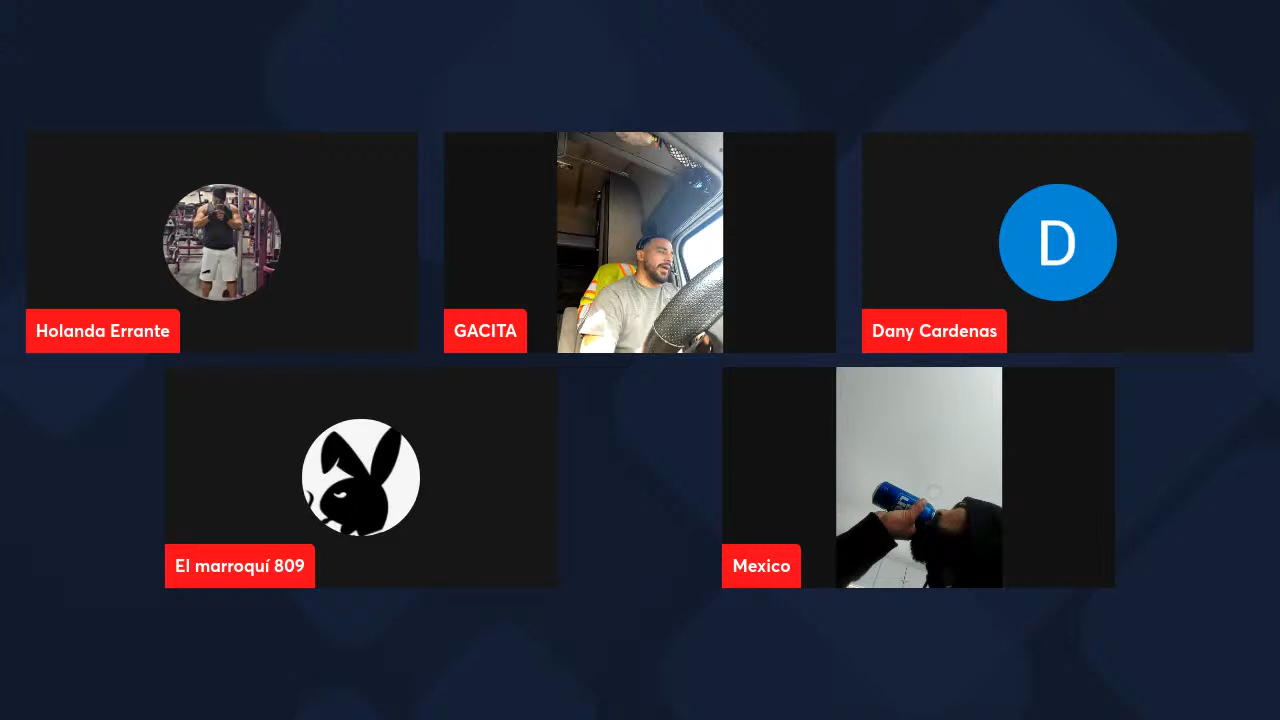 Holanda Errante
GACITA
D
Dany Cardenas
El marroquí 809
Mexico